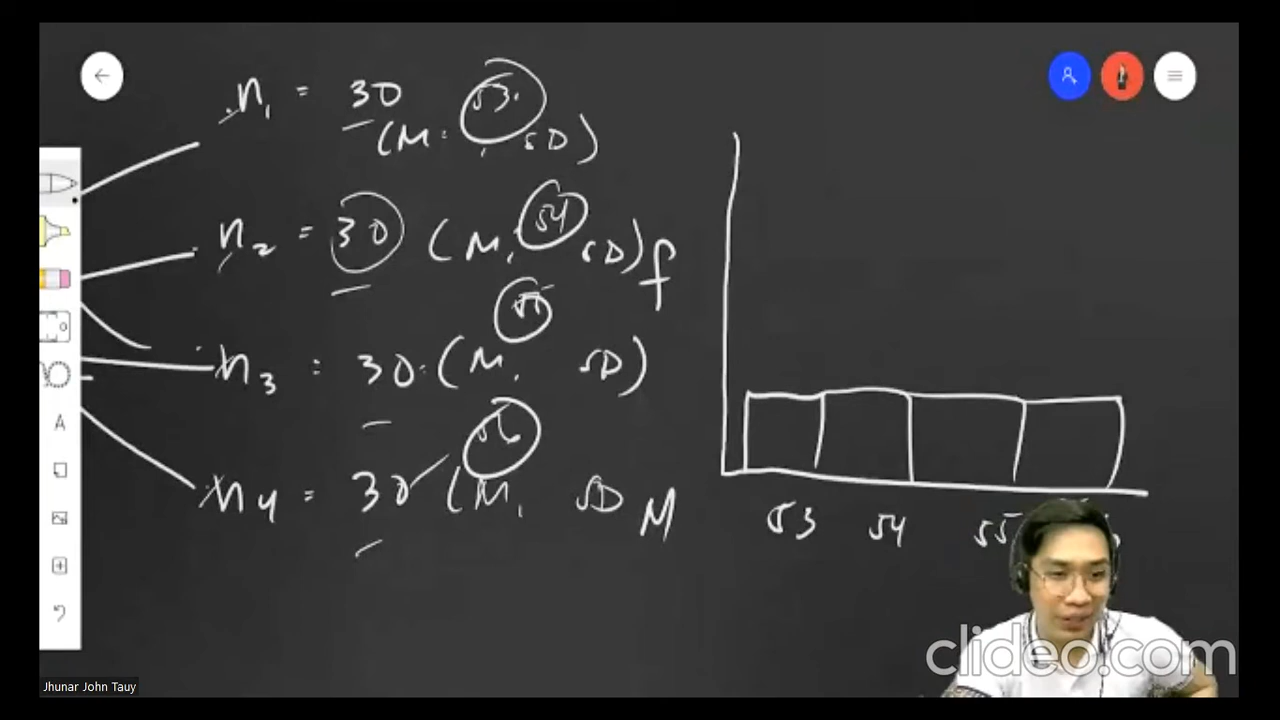 n₁ = 30 53.
(M. , SD)
n₂ = 30 (M, 54 SD) f
55
n₃ = 30. (M, SD)
56
n₄ = 30 (M, SD M
53 54 55
A
clideo.com
Jhunar John Tauy